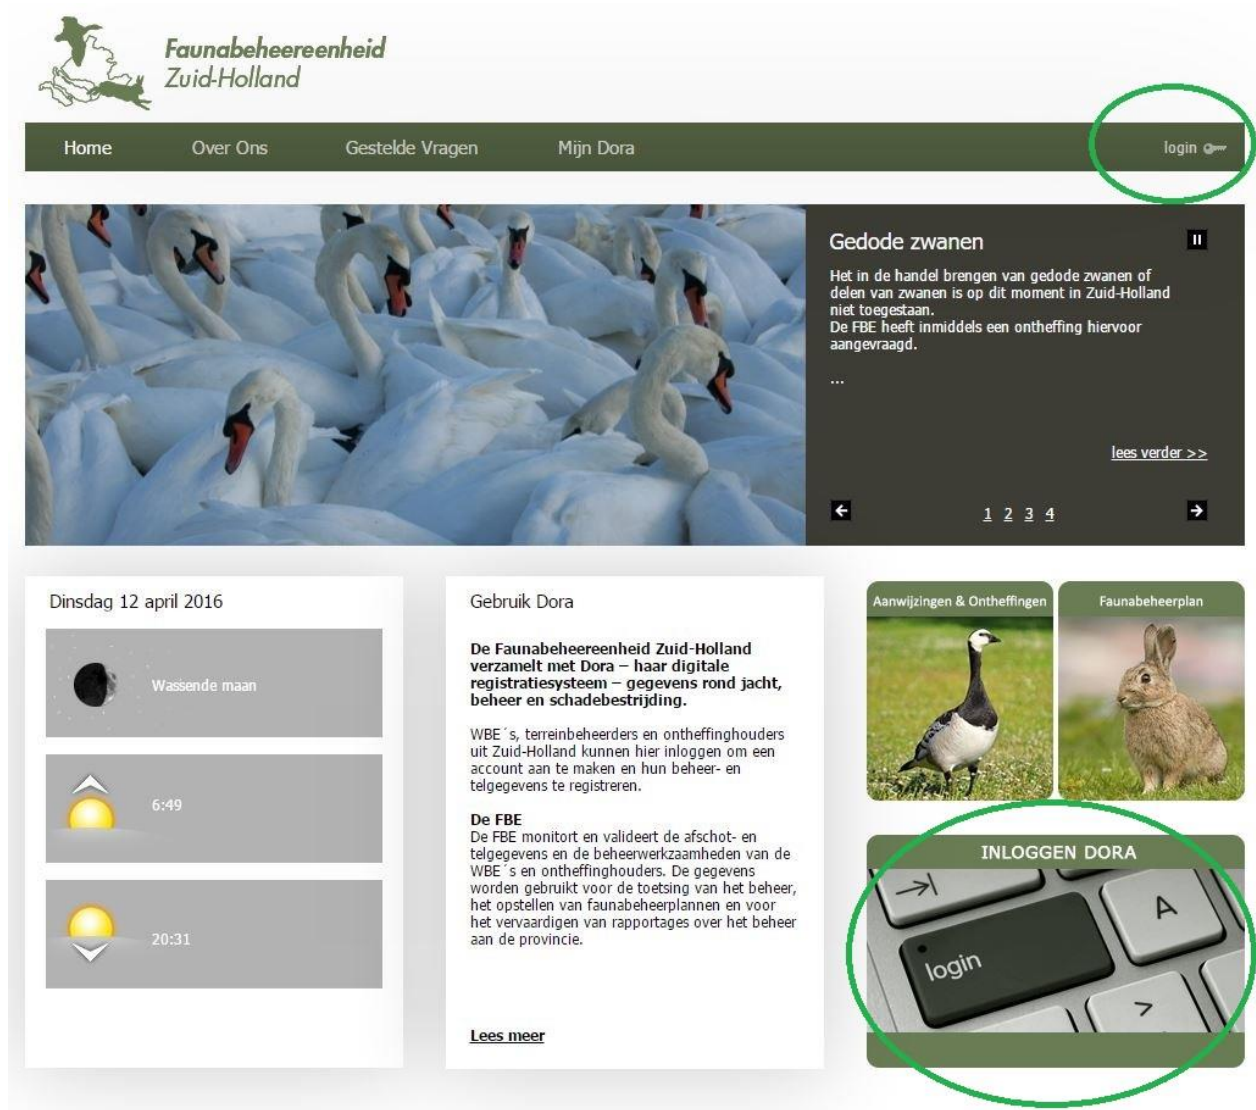 Faunabeheereenheid
Zuid-Holland
Home
Over Ons
Gestelde Vragen
Mijn Dora
login
Gedode zwanen
Het in de handel brengen van gedode zwanen of
delen van zwanen is op dit moment in Zuid-Holland
niet toegestaan.
De FBE heeft inmiddels een ontheffing hiervoor
aangevraagd.
...
lees verder >>
1 2 3 4
Dinsdag 12 april 2016
Wassende maan
6:49
20:31
Gebruik Dora
De Faunabeheereenheid Zuid-Holland
verzamelt met Dora – haar digitale
registratiesysteem – gegevens rond jacht,
beheer en schadebestrijding.
WBE´s, terreinbeheerders en ontheffinghouders
uit Zuid-Holland kunnen hier inloggen om een
account aan te maken en hun beheer- en
telgegevens te registreren.
De FBE
De FBE monitort en valideert de afschot- en
telgegevens en de beheerwerkzaamheden van de
WBE´s en ontheffinghouders. De gegevens
worden gebruikt voor de toetsing van het beheer,
het opstellen van faunabeheerplannen en voor
het vervaardigen van rapportages over het beheer
aan de provincie.
Lees meer
Aanwijzingen & Ontheffingen
Faunabeheerplan
INLOGGEN DORA
A
login
>